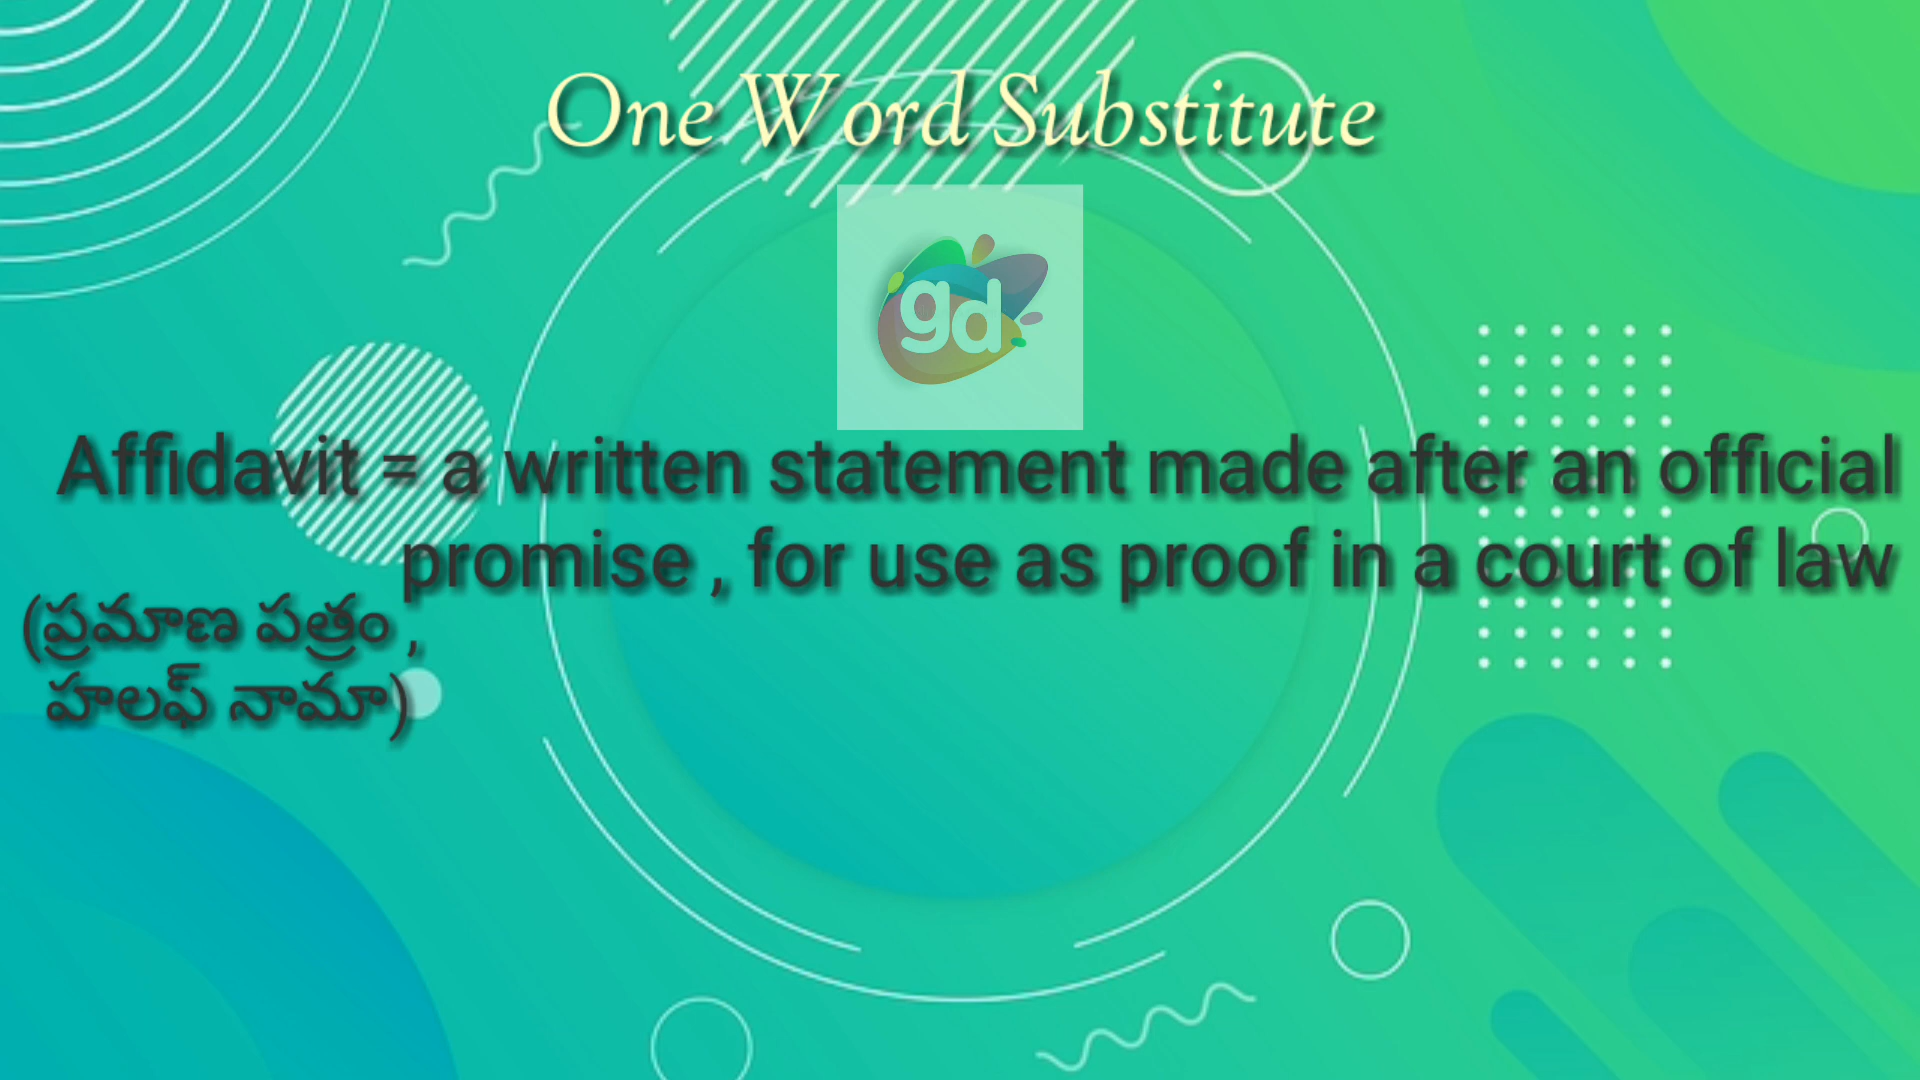 One Word Substitute
gd
Affidavit = a written statement made after an official
promise , for use as proof in a court of law
(ప్రమాణ పత్రం ,
హలఫ్ నామా)